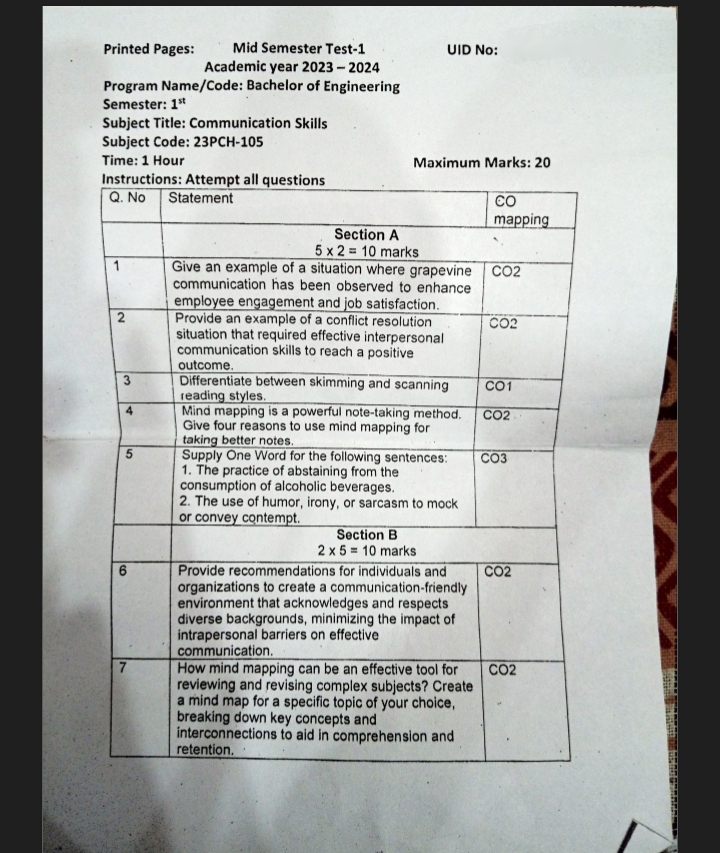 Printed Pages: Mid Semester Test-1 UID No:
Academic year 2023 – 2024
Program Name/Code: Bachelor of Engineering
Semester: 1st
Subject Title: Communication Skills
Subject Code: 23PCH-105
Time: 1 Hour Maximum Marks: 20
Instructions: Attempt all questions
Q. No Statement CO
mapping
Section A
5 x 2 = 10 marks
1 Give an example of a situation where grapevine CO2
communication has been observed to enhance
employee engagement and job satisfaction.
2 Provide an example of a conflict resolution CO2
situation that required effective interpersonal
communication skills to reach a positive
outcome.
3 Differentiate between skimming and scanning CO1
reading styles.
4 Mind mapping is a powerful note-taking method. CO2
Give four reasons to use mind mapping for
taking better notes.
5 Supply One Word for the following sentences: CO3
1. The practice of abstaining from the
consumption of alcoholic beverages.
2. The use of humor, irony, or sarcasm to mock
or convey contempt.
Section B
2 x 5 = 10 marks
6 Provide recommendations for individuals and CO2
organizations to create a communication-friendly
environment that acknowledges and respects
diverse backgrounds, minimizing the impact of
intrapersonal barriers on effective
communication.
7 How mind mapping can be an effective tool for CO2
reviewing and revising complex subjects? Create
a mind map for a specific topic of your choice,
breaking down key concepts and
interconnections to aid in comprehension and
retention.